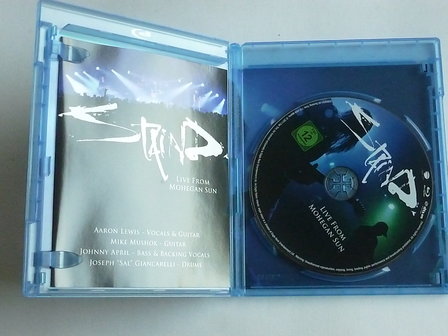 STAIND
LIVE FROM
MOHEGAN SUN
AARON LEWIS - VOCALS & GUITAR
MIKE MUSHOK - GUITAR
JOHNNY APRIL - BASS & BACKING VOCALS
JOSEPH "SAL" GIANCARELLI - DRUMS
STAIND
12
LIVE FROM
MOHEGAN SUN